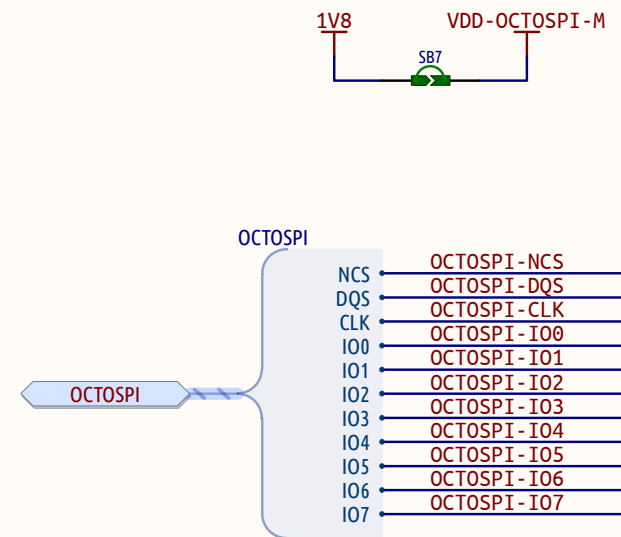 1V8 VDD-OCTOSPI-M
SB7
OCTOSPI
NCS OCTOSPI-NCS
DQS OCTOSPI-DQS
CLK OCTOSPI-CLK
IO0 OCTOSPI-IO0
IO1 OCTOSPI-IO1
OCTOSPI IO2 OCTOSPI-IO2
IO3 OCTOSPI-IO3
IO4 OCTOSPI-IO4
IO5 OCTOSPI-IO5
IO6 OCTOSPI-IO6
IO7 OCTOSPI-IO7